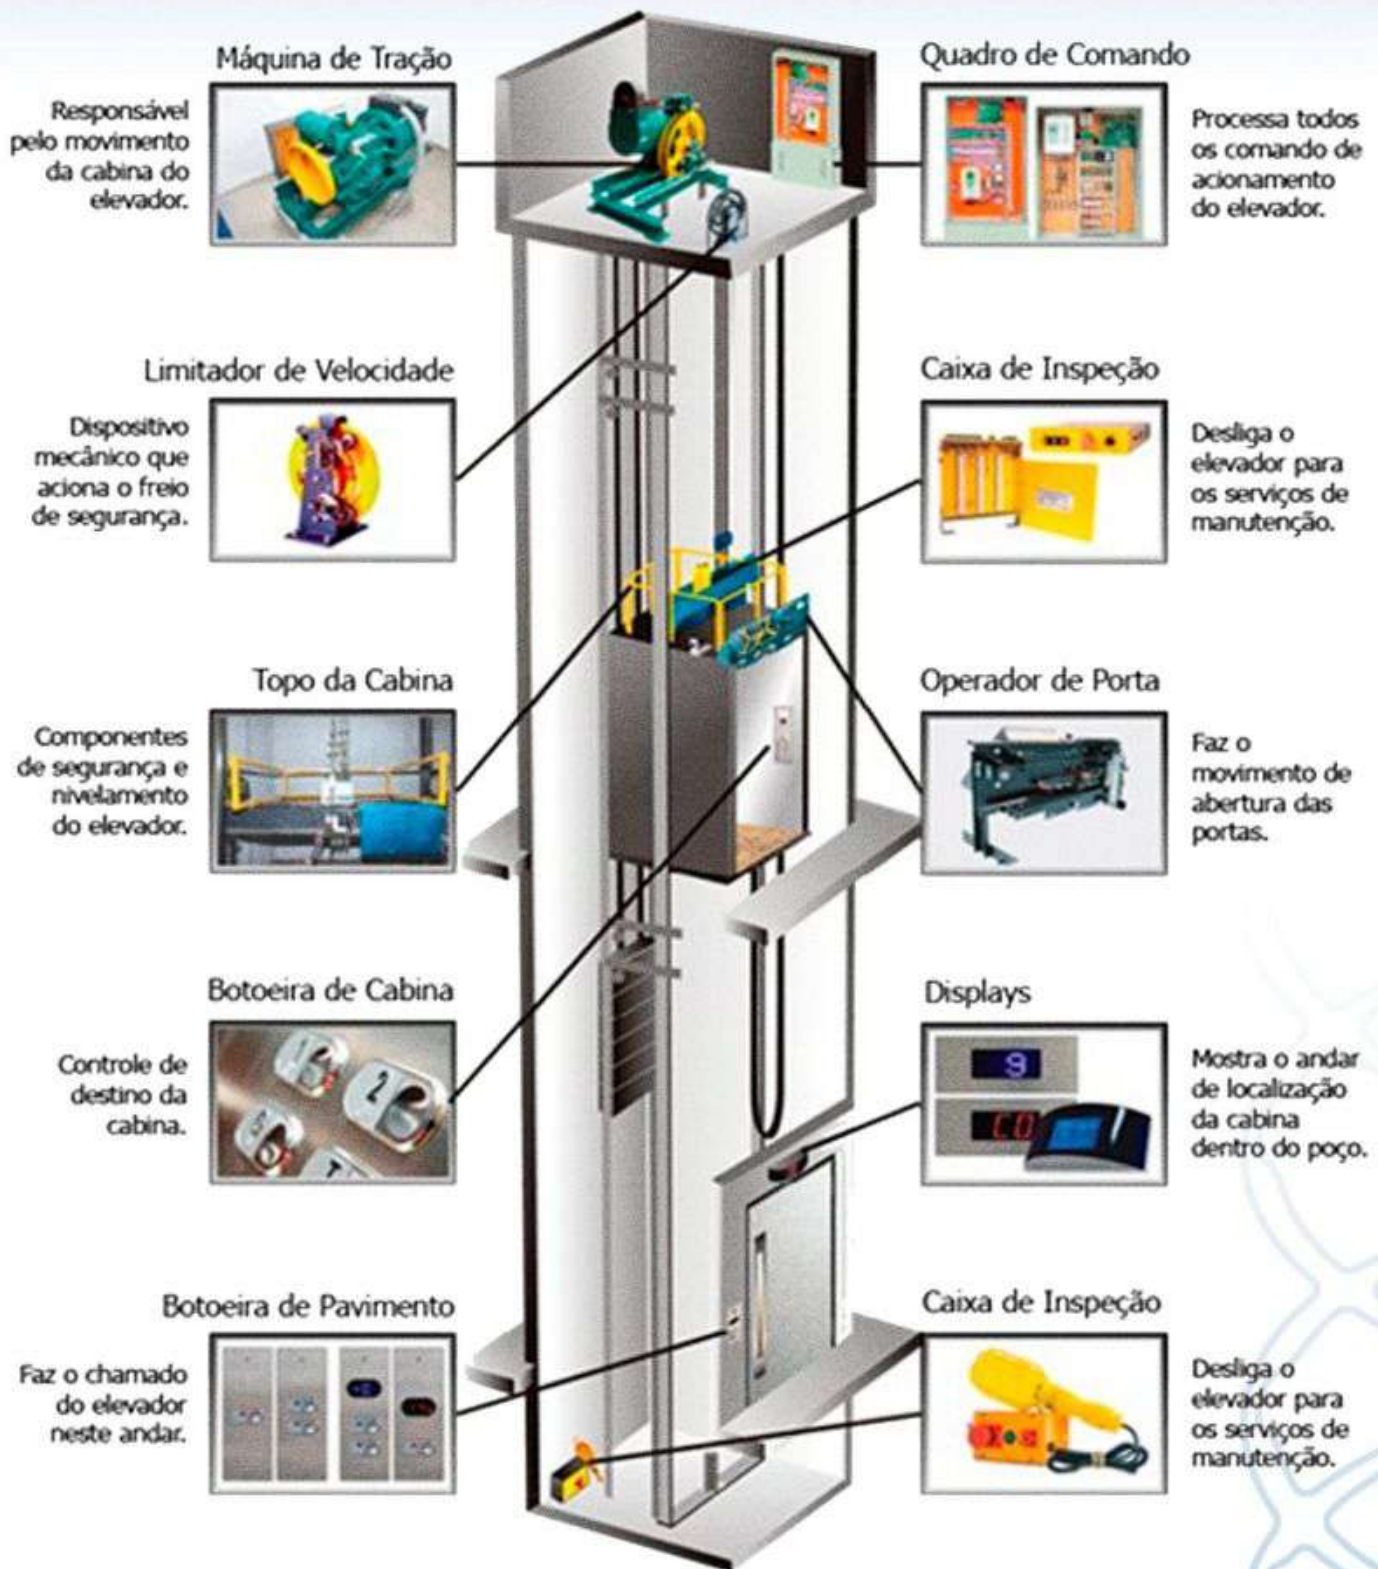 Máquina de Tração
Responsável
pelo movimento
da cabina do
elevador.
Quadro de Comando
Processa todos
os comando de
acionamento
do elevador.
Limitador de Velocidade
Dispositivo
mecânico que
aciona o freio
de segurança.
Caixa de Inspeção
Desliga o
elevador para
os serviços de
manutenção.
Topo da Cabina
Componentes
de segurança e
nivelamento
do elevador.
Operador de Porta
Faz o
movimento de
abertura das
portas.
Botoeira de Cabina
2
Controle de
destino da
cabina.
Displays
9
C0
Mostra o andar
de localização
da cabina
dentro do poço.
Botoeira de Pavimento
Faz o chamado
do elevador
neste andar.
Caixa de Inspeção
Desliga o
elevador para
os serviços de
manutenção.